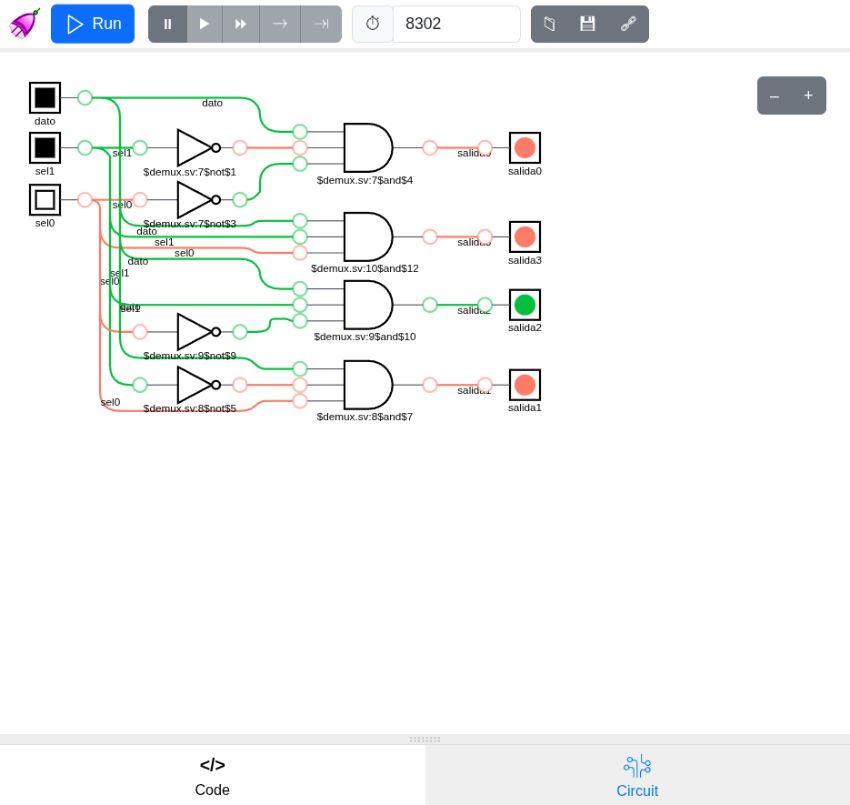 Run
8302
– +
dato
dato
sel1
salida0
sel1
$demux.sv:7$not$1
$demux.sv:7$and$4
salida0
sel0
sel0
$demux.sv:7$not$3
dato
sel1
salida3
sel0
salida3
dato
$demux.sv:10$and$12
sel1
sel0
sel1
salida2
salida2
$demux.sv:9$and$10
$demux.sv:9$not$9
salida1
sel0
$demux.sv:8$not$5
salida1
$demux.sv:8$and$7
</> 
Code
Circuit